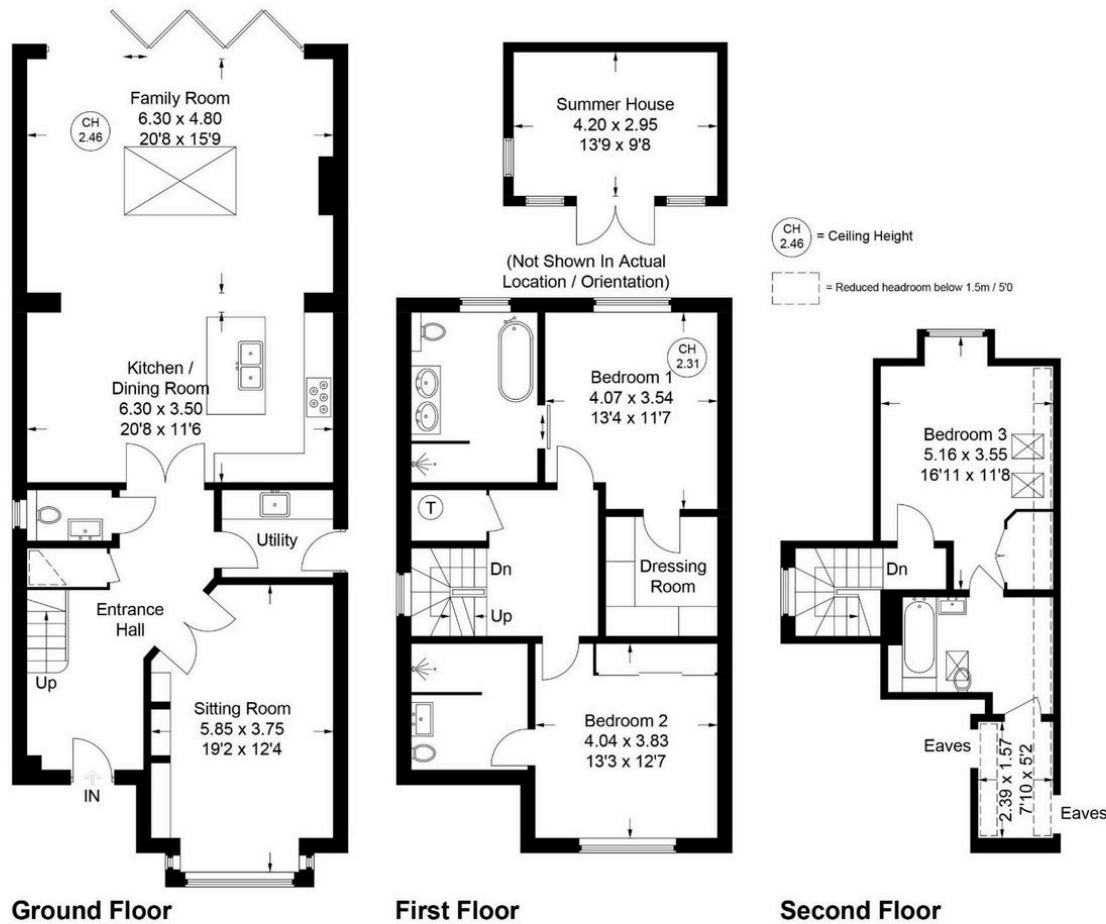 Family Room
6.30 x 4.80
20'8 x 15'9
CH
2.46
Kitchen /
Dining Room
6.30 x 3.50
20'8 x 11'6
Utility
Entrance
Hall
Up
Sitting Room
5.85 x 3.75
19'2 x 12'4
IN
Ground Floor
Summer House
4.20 x 2.95
13'9 x 9'8
(Not Shown In Actual
Location / Orientation)
CH
2.31
Bedroom 1
4.07 x 3.54
13'4 x 11'7
T
Dn
Up
Dressing
Room
Bedroom 2
4.04 x 3.83
13'3 x 12'7
First Floor
CH
2.46
= Ceiling Height
= Reduced headroom below 1.5m / 5'0
Bedroom 3
5.16 x 3.55
16'11 x 11'8
Dn
Eaves
2.39 x 1.57
7'10 x 5'2
Eaves
Second Floor